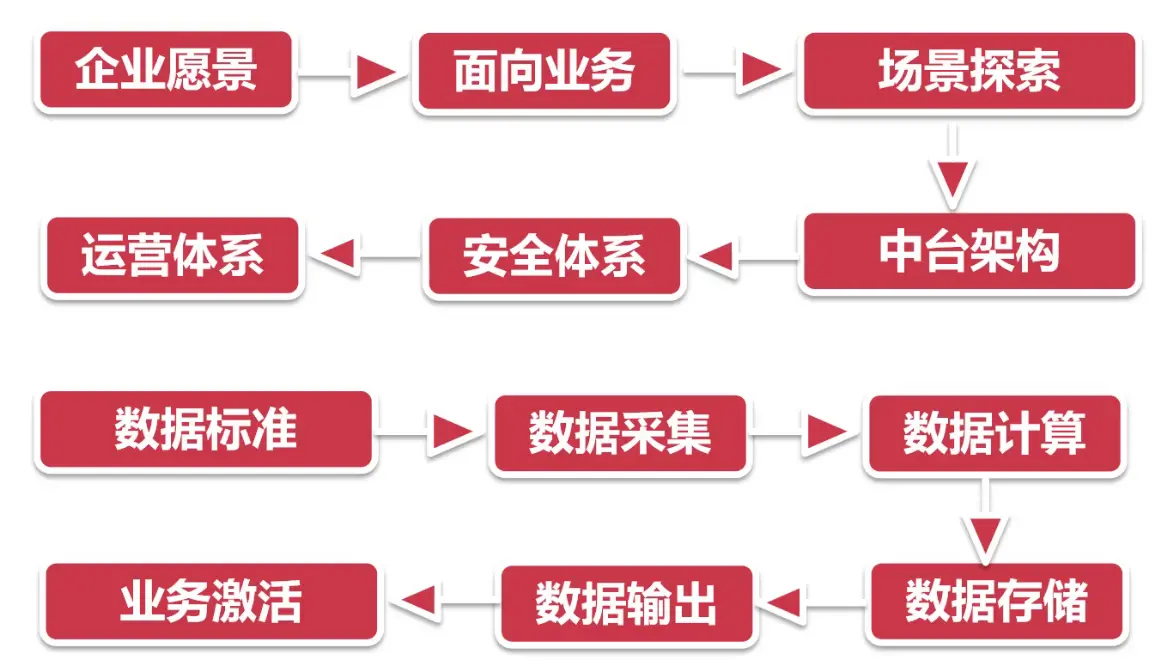 企业愿景
面向业务
场景探索
中台架构
安全体系
运营体系
数据标准
数据采集
数据计算
数据存储
数据输出
业务激活